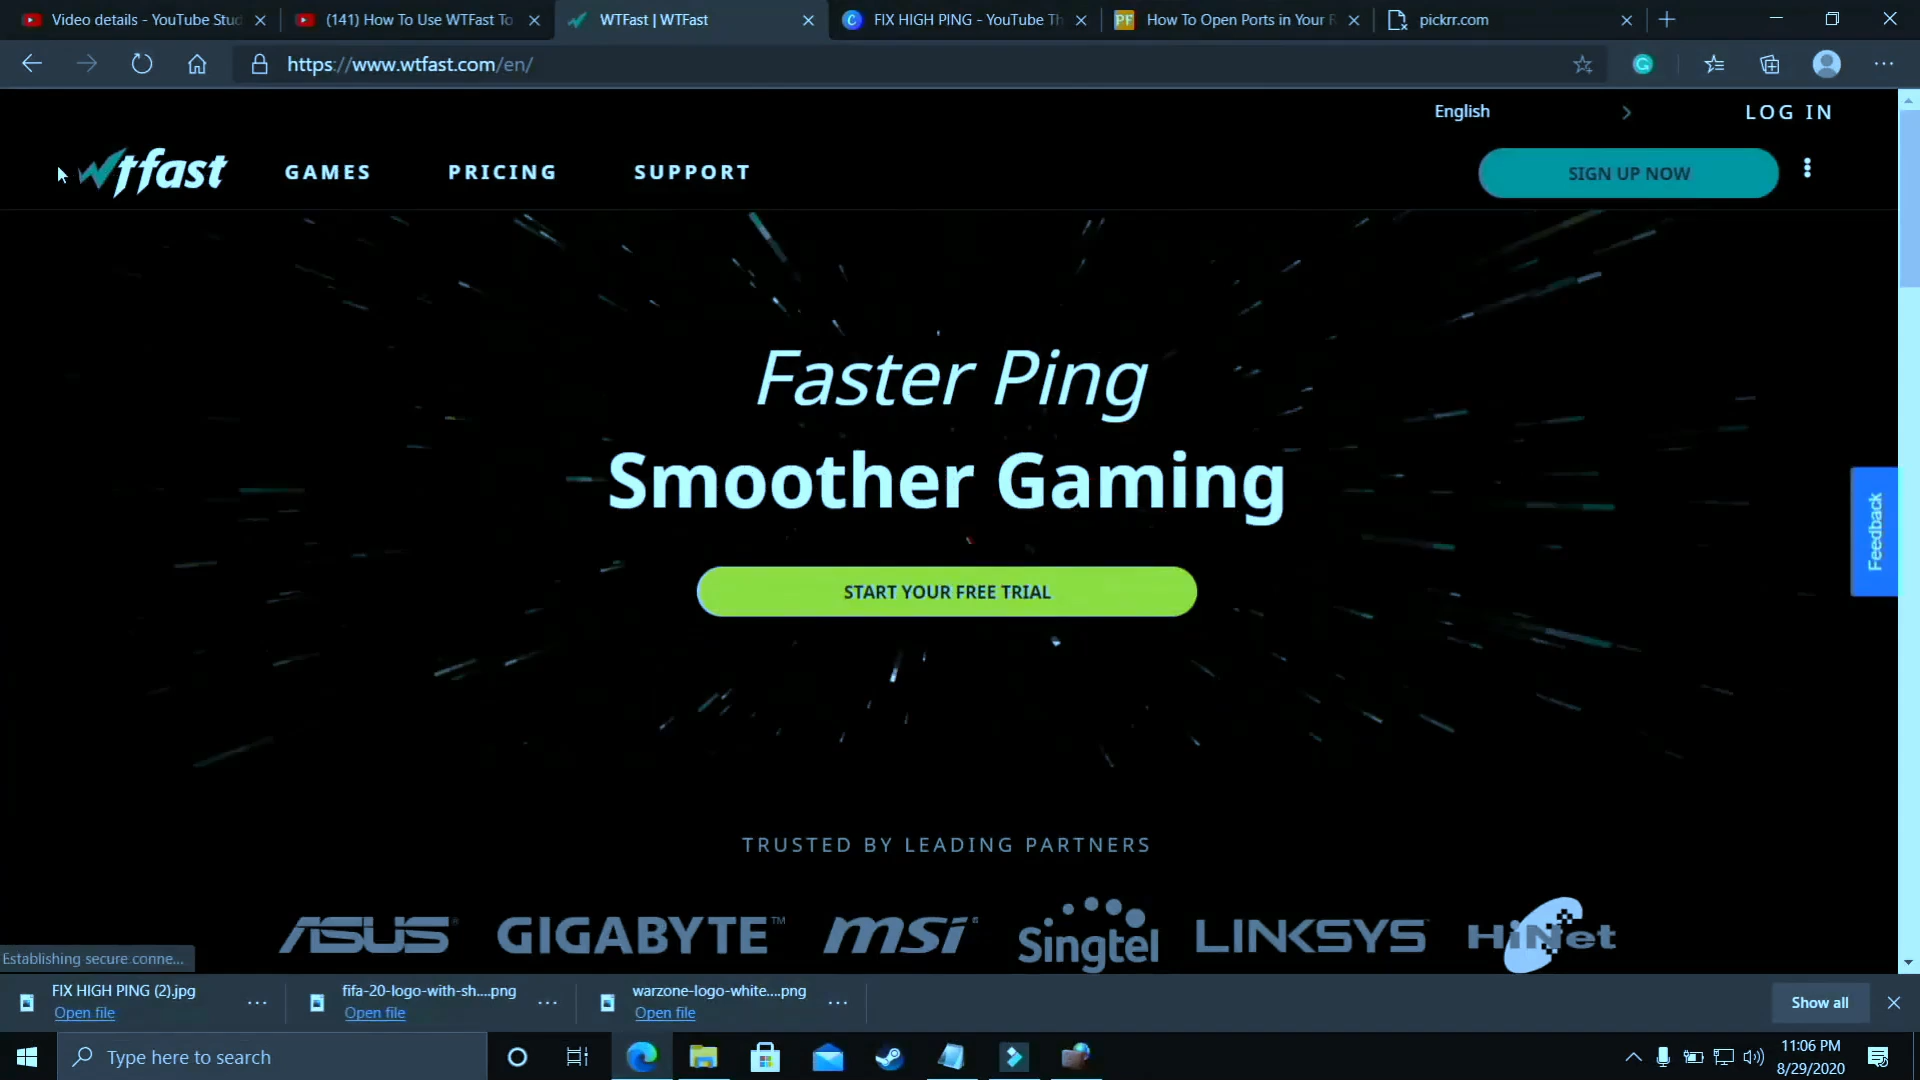 Video details - YouTube Stud
(141) How To Use WTFast To
WTFast | WTFast
FIX HIGH PING - YouTube Th
How To Open Ports in Your R
pickrr.com
https://www.wtfast.com/en/
English
LOG IN
wtfast
GAMES
PRICING
SUPPORT
SIGN UP NOW
Faster Ping
Smoother Gaming
START YOUR FREE TRIAL
Feedback
TRUSTED BY LEADING PARTNERS
ASUS
GIGABYTE™
msi
Singtel
LINKSYS
HiNet
Establishing secure conne...
FIX HIGH PING (2).jpg
Open file
fifa-20-logo-with-sh....png
Open file
warzone-logo-white....png
Open file
Show all
Type here to search
11:06 PM
8/29/2020